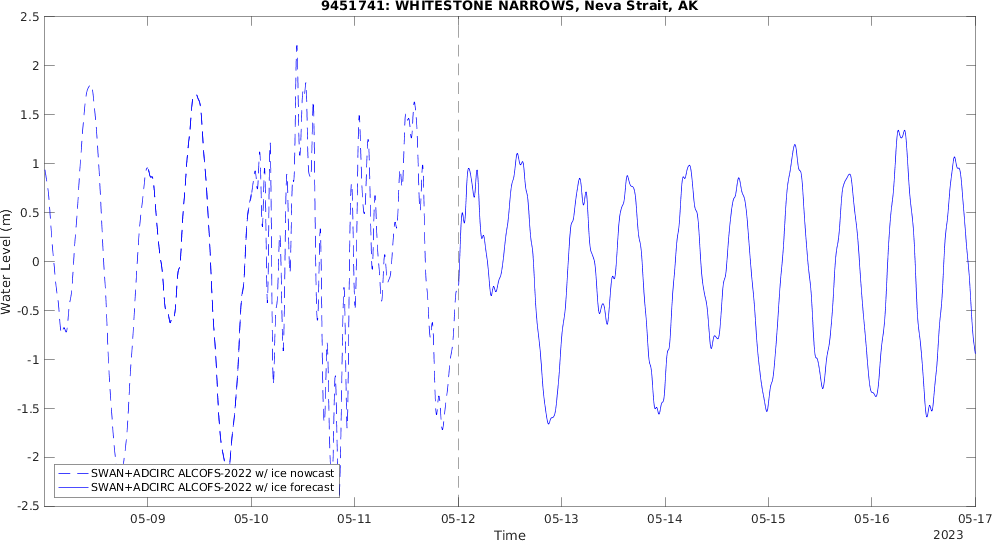 9451741: WHITESTONE NARROWS, Neva Strait, AK
Water Level (m)
2.5
2
1.5
1
0.5
0
-0.5
-1
-1.5
-2
-2.5
SWAN+ADCIRC ALCOFS-2022 w/ ice nowcast
SWAN+ADCIRC ALCOFS-2022 w/ ice forecast
05-09 05-10 05-11 05-12 05-13 05-14 05-15 05-16 05-17
Time
2023